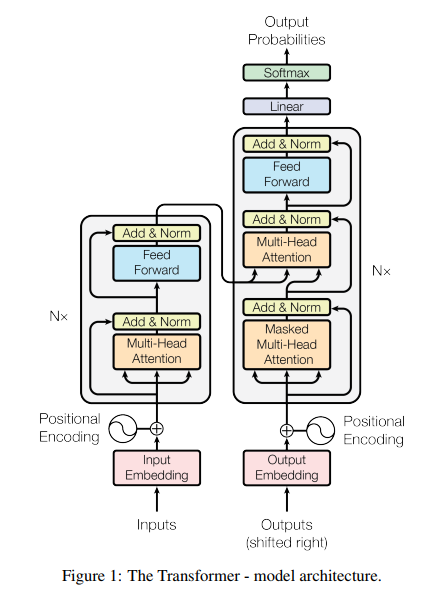 Output
Probabilities
Softmax
Linear
Add & Norm
Feed
Forward
Add & Norm
Multi-Head
Attention
Nx
Add & Norm
Masked
Multi-Head
Attention
Add & Norm
Feed
Forward
Nx
Add & Norm
Multi-Head
Attention
Positional
Encoding
Positional
Encoding
Input
Embedding
Output
Embedding
Inputs
Outputs
(shifted right)
Figure 1: The Transformer - model architecture.